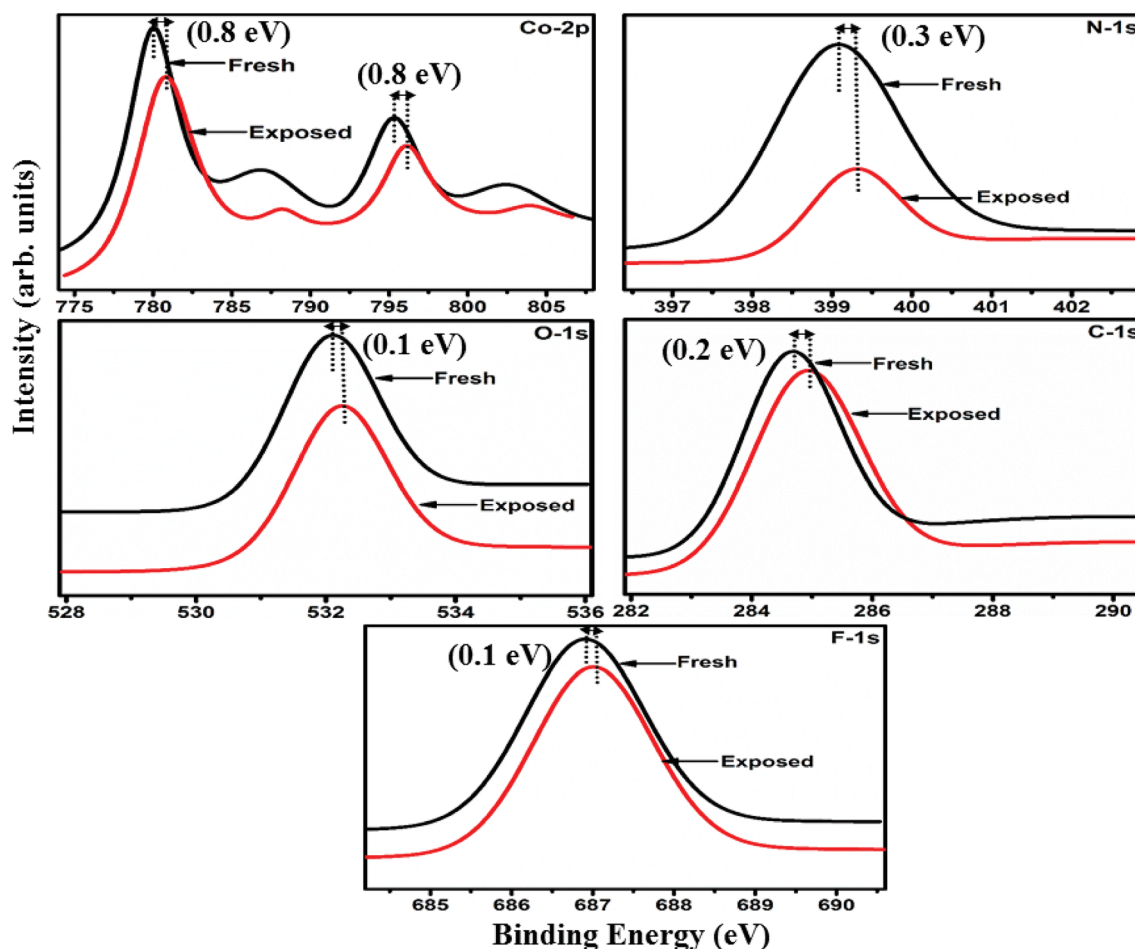 Co-2p
(0.8 eV)
Fresh
(0.8 eV)
Exposed
775 780 785 790 795 800 805
N-1s
(0.3 eV)
Fresh
Exposed
397 398 399 400 401 402
Intensity (arb. units)
O-1s
(0.1 eV)
Fresh
Exposed
528 530 532 534 536
C-1s
(0.2 eV)
Fresh
Exposed
282 284 286 288 290
F-1s
(0.1 eV)
Fresh
Exposed
685 686 687 688 689 690
Binding Energy (eV)